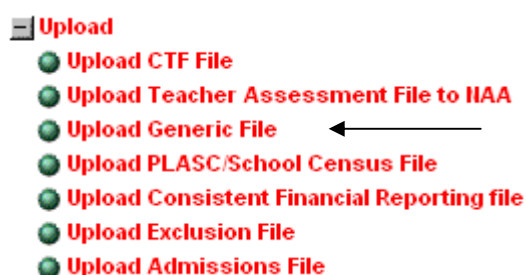 Upload
Upload CTF File
Upload Teacher Assessment File to NAA
Upload Generic File
Upload PLASC/School Census File
Upload Consistent Financial Reporting file
Upload Exclusion File
Upload Admissions File